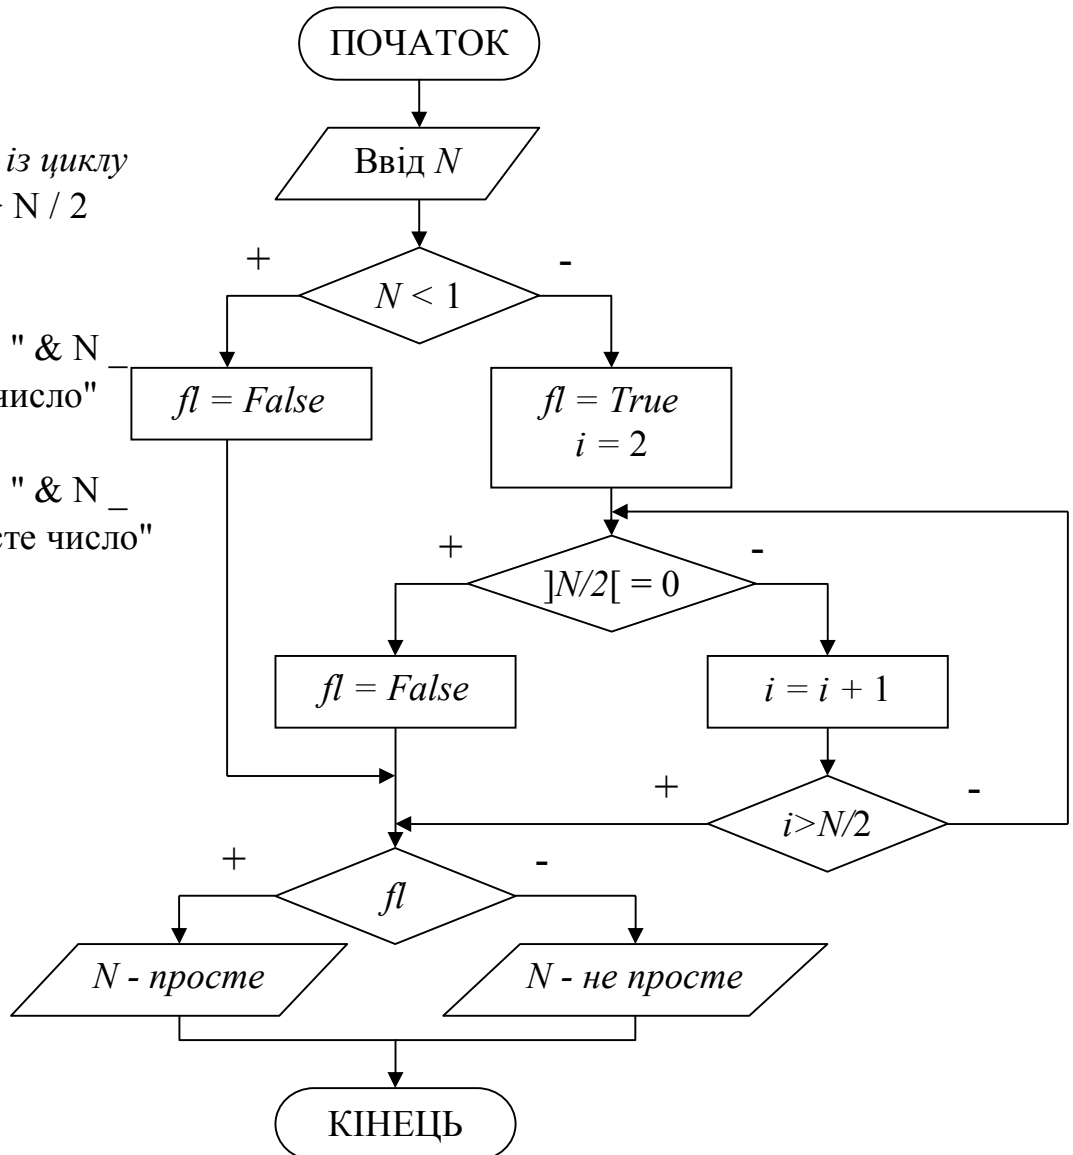 ПОЧАТОК
Ввід N
із циклу
N / 2
+
-
N < 1
" & N _
число"
fl = False
fl = True
i = 2
" & N _
число"
+
-
]N/2[ = 0
fl = False
i = i + 1
+
-
i>N/2
+
-
fl
N - просте
N - не просте
КІНЕЦЬ